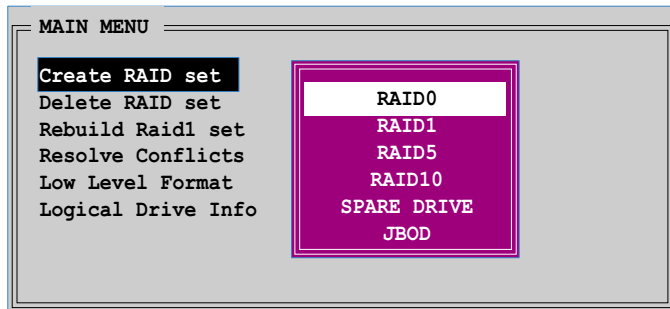 MAIN MENU
Create RAID set
Delete RAID set
Rebuild Raid1 set
Resolve Conflicts
Low Level Format
Logical Drive Info
RAID0
RAID1
RAID5
RAID10
SPARE DRIVE
JBOD